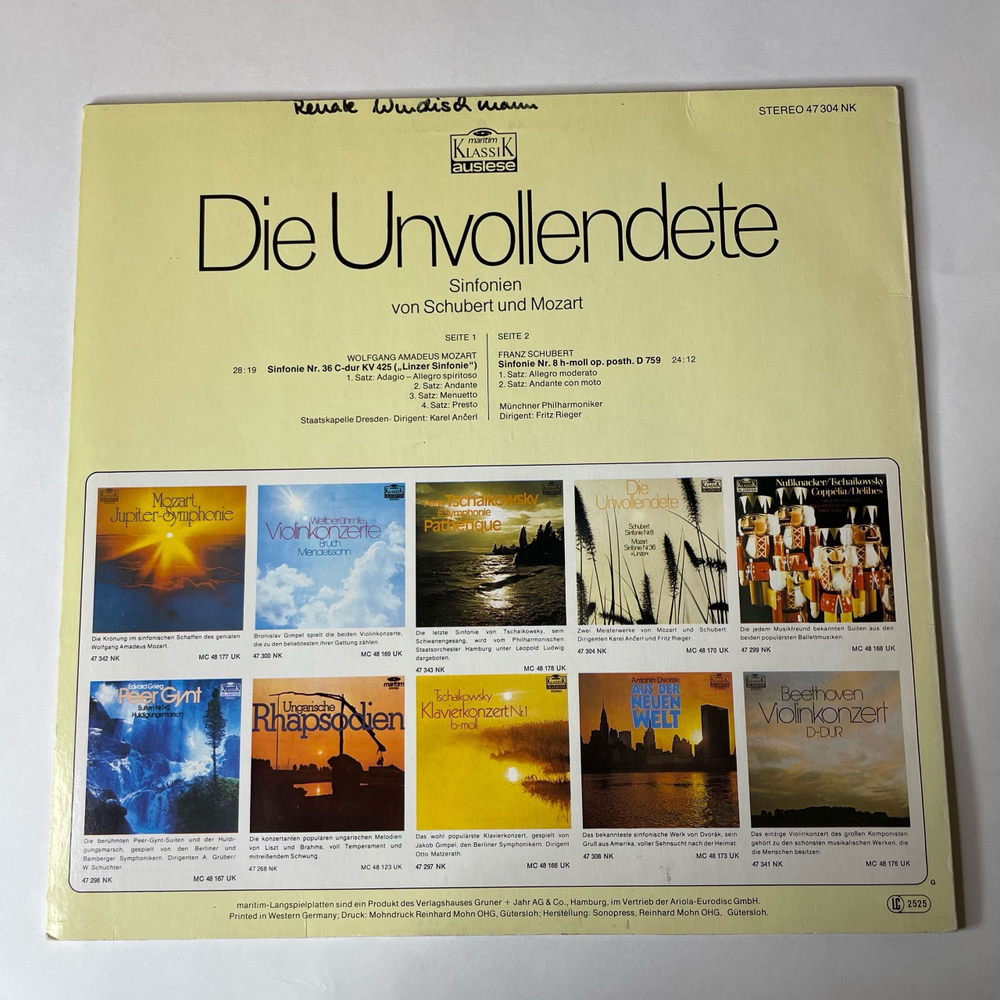 Renate Windischmann
STEREO 47 304 NK
maritim
KLASSIK
auslese
Die Unvollendete
Sinfonien
von Schubert und Mozart
SEITE 1
WOLFGANG AMADEUS MOZART
28:19 Sinfonie Nr. 36 C-dur KV 425 („Linzer Sinfonie“)
1. Satz: Adagio – Allegro spiritoso
2. Satz: Andante
3. Satz: Menuetto
4. Satz: Presto
Staatskapelle Dresden · Dirigent: Karel Ančerl
SEITE 2
FRANZ SCHUBERT
Sinfonie Nr. 8 h-moll op. posth. D 759 24:12
1. Satz: Allegro moderato
2. Satz: Andante con moto
Münchner Philharmoniker
Dirigent: Fritz Rieger
Mozart
Jupiter-Symphonie
Die Krönung im sinfonischen Schaffen des genialen
Wolfgang Amadeus Mozart.
47 342 NK MC 48 177 UK
Weltberühmte
Violinkonzerte
Bruch
Mendelssohn
Bronislav Gimpel spielt die beiden Violinkonzerte,
die zu den beliebtesten ihrer Gattung zählen.
47 300 NK MC 48 169 UK
Tschaikowsky
Symphonie
Pathétique
Die letzte Sinfonie von Tschaikowsky, sein
Schwanengesang, wird vom Philharmonischen
Staatsorchester Hamburg unter Leopold Ludwig
dargeboten.
47 343 NK MC 48 178 UK
Die
Unvollendete
Schubert
Sinfonie Nr.8
Mozart
Sinfonie Nr.36
»Linzer«
Zwei Meisterwerke von Mozart und Schubert.
Dirigenten Karel Ančerl und Fritz Rieger.
47 304 NK MC 48 170 UK
Nußknacker/Tschaikowsky
Coppélia/Delibes
Die jedem Musikfreund bekannten Suiten aus den
beiden populärsten Ballettmusiken.
47 299 NK MC 48 168 UK
Edvard Grieg
Peer Gynt
Suiten Nr.1+2
Huldigungsmarsch
Die berühmten Peer-Gynt-Suiten und der Huldi-
gungsmarsch, gespielt von den Berliner und
Bamberger Symphonikern. Dirigenten A. Grüber/
W. Schüchter.
47 298 NK MC 48 167 UK
maritim
Ungarische
Rhapsodien
Die konzertanten populären ungarischen Melodien
von Liszt und Brahms, voll Temperament und
mitreißendem Schwung.
47 268 NK MC 48 123 UK
Tschaikowsky
Klavierkonzert Nr.1
b-moll
Das wohl populärste Klavierkonzert, gespielt von
Jakob Gimpel, den Berliner Symphonikern. Dirigent
Otto Matzerath.
47 297 NK MC 48 166 UK
Antonin Dvorak
AUS DER
NEUEN
WELT
Das bekannteste sinfonische Werk von Dvorák, sein
Gruß aus Amerika, voller Sehnsucht nach der Heimat.
47 308 NK MC 48 173 UK
Beethoven
Violinkonzert
D-DUR
Das einzige Violinkonzert des großen Komponisten
gehört zu den schönsten musikalischen Werken, die
die Menschen besitzen.
47 341 NK MC 48 176 UK
G
maritim-Langspielplatten sind ein Produkt des Verlagshauses Gruner + Jahr AG & Co., Hamburg, im Vertrieb der Ariola-Eurodisc GmbH.
Printed in Western Germany; Druck: Mohndruck Reinhard Mohn OHG, Gütersloh; Herstellung: Sonopress, Reinhard Mohn OHG, Gütersloh.
LC 2525